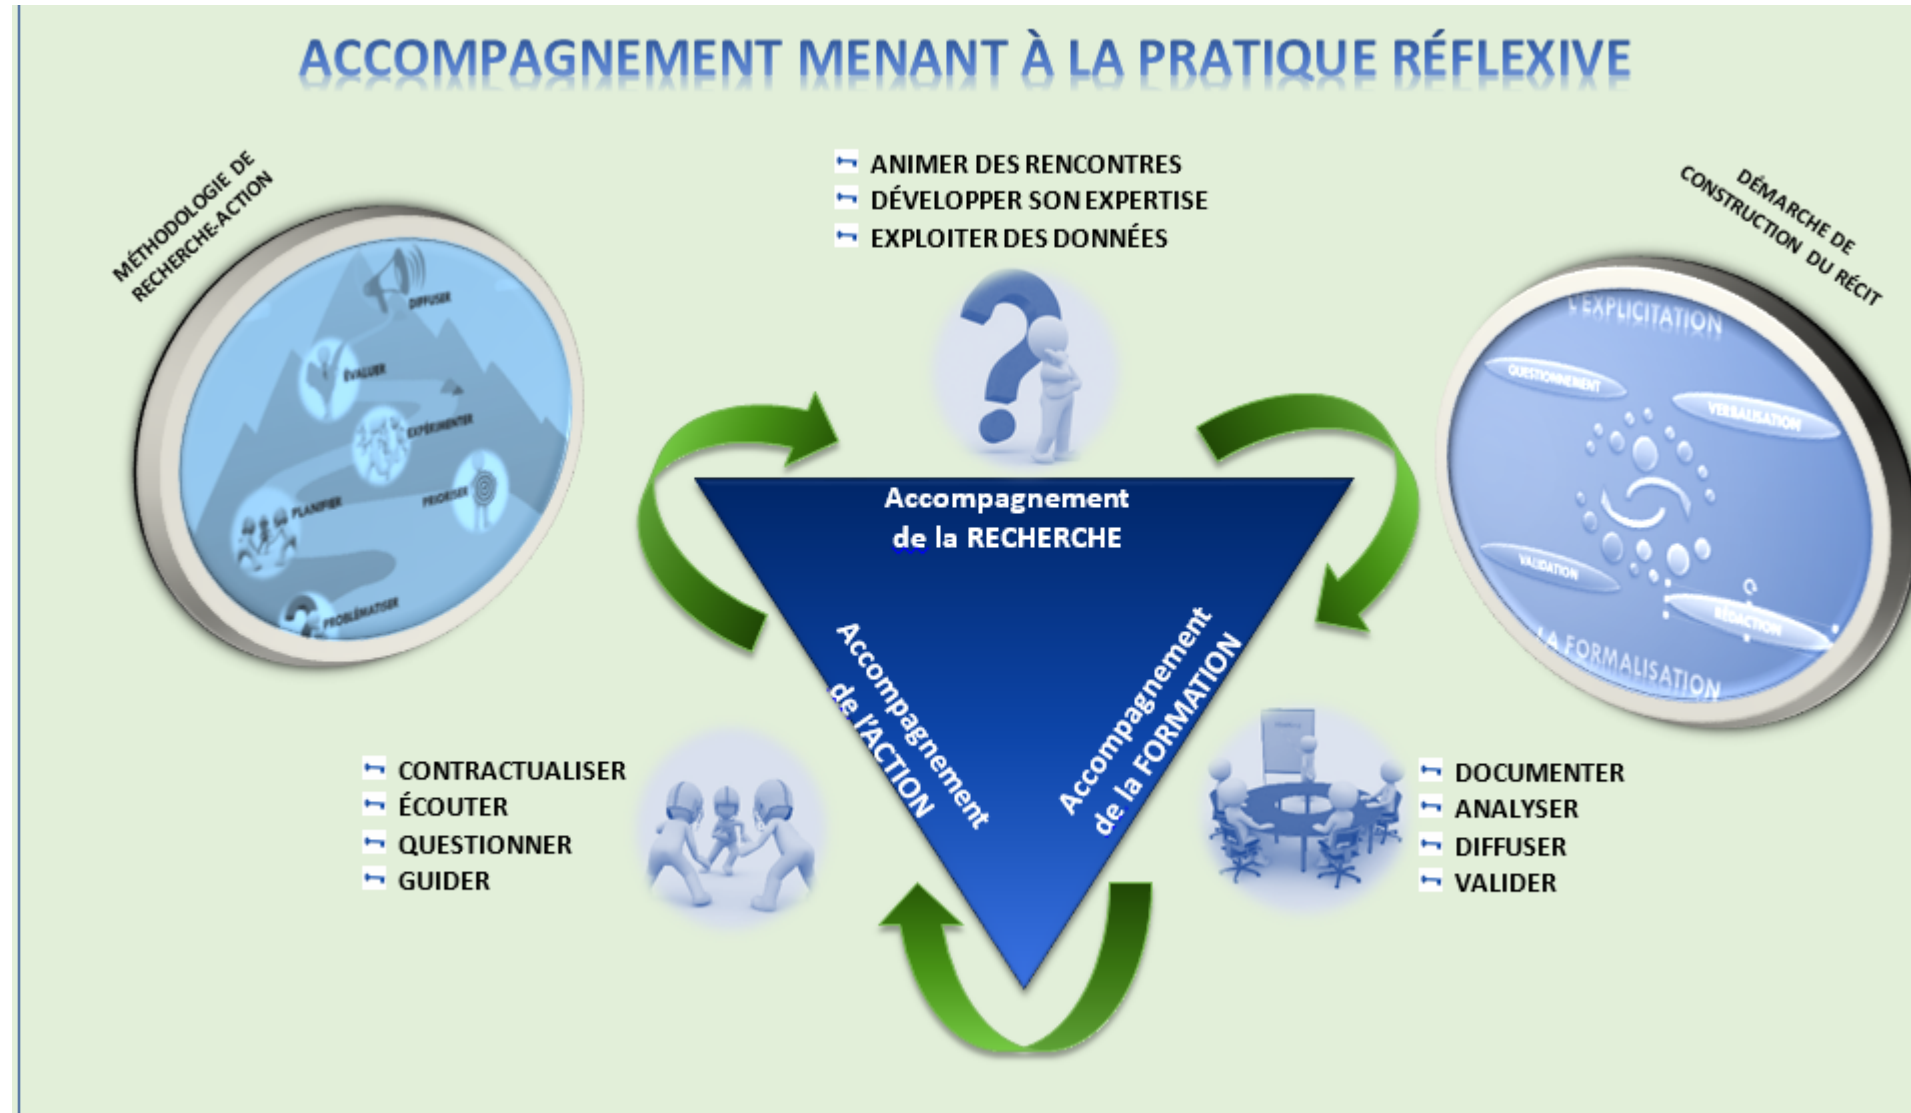 ACCOMPAGNEMENT MENANT À LA PRATIQUE RÉFLEXIVE
MÉTHODOLOGIE DE
RECHERCHE-ACTION
DIFFUSER
ÉVALUER
EXPÉRIMENTER
PRIORISER
PLANIFIER
PROBLÉMATISER
ANIMER DES RENCONTRES
DÉVELOPPER SON EXPERTISE
EXPLOITER DES DONNÉES
DÉMARCHE DE
CONSTRUCTION DU RÉCIT
L'EXPLICITATION
QUESTIONNEMENT
VERBALISATION
VALIDATION
RÉDACTION
LA FORMALISATION
Accompagnement
de la RECHERCHE
Accompagnement
de l'ACTION
Accompagnement
de la FORMATION
CONTRACTUALISER
ÉCOUTER
QUESTIONNER
GUIDER
DOCUMENTER
ANALYSER
DIFFUSER
VALIDER